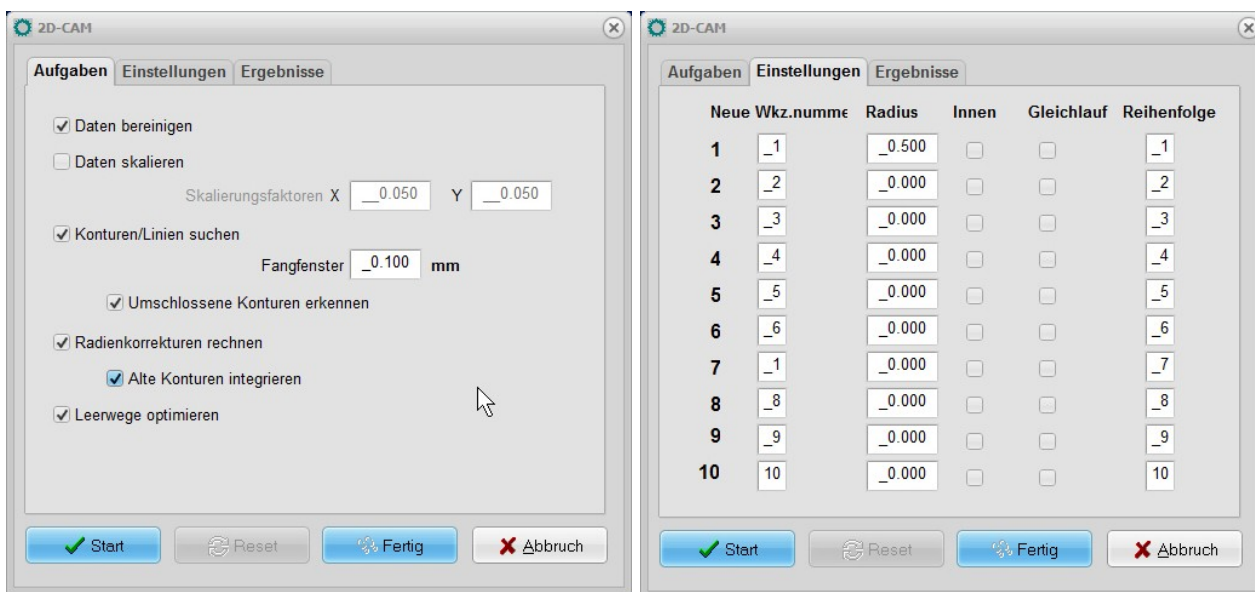 2D-CAM
Aufgaben Einstellungen Ergebnisse
Daten bereinigen
Daten skalieren
Skalierungsfaktoren X __0.050 Y __0.050
Konturen/Linien suchen
Fangfenster _0.100 mm
Umschlossene Konturen erkennen
Radienkorrekturen rechnen
Alte Konturen integrieren
Leerwege optimieren
Start Reset Fertig Abbruch
2D-CAM
Aufgaben Einstellungen Ergebnisse
Neue Wkz.numme Radius Innen Gleichlauf Reihenfolge
1 _1 _0.500 _1
2 _2 _0.000 _2
3 _3 _0.000 _3
4 _4 _0.000 _4
5 _5 _0.000 _5
6 _6 _0.000 _6
7 _1 _0.000 _7
8 _8 _0.000 _8
9 _9 _0.000 _9
10 10 _0.000 10
Start Reset Fertig Abbruch